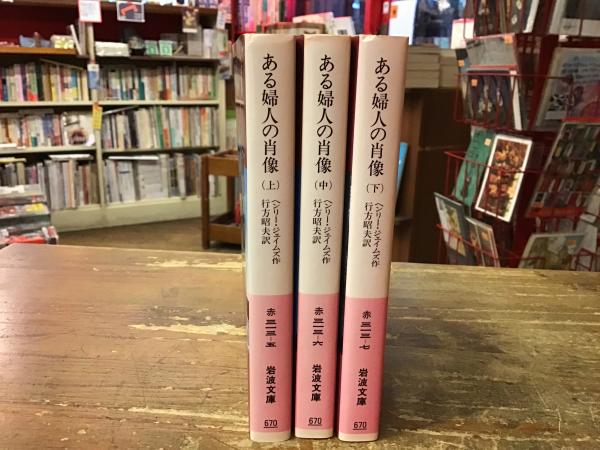 ある婦人の肖像（上）
ヘンリー・ジェイムズ作
行方昭夫訳
赤 三一三-五
岩波文庫
670
ある婦人の肖像（中）
ヘンリー・ジェイムズ作
行方昭夫訳
赤 三一三-六
岩波文庫
670
ある婦人の肖像（下）
ヘンリー・ジェイムズ作
行方昭夫訳
赤 三一三-七
岩波文庫
670